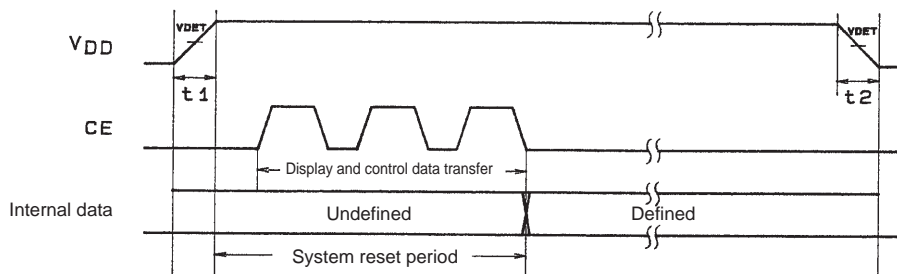 VDET
VDET
VDD
t1
t2
CE
Display and control data transfer
Internal data
Undefined
Defined
System reset period